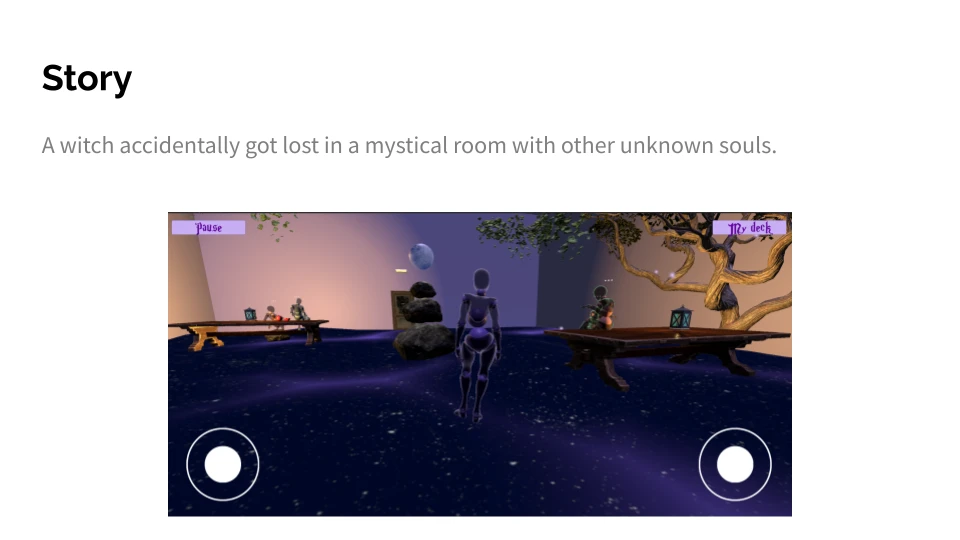 Story
A witch accidentally got lost in a mystical room with other unknown souls.
Pause
My deck